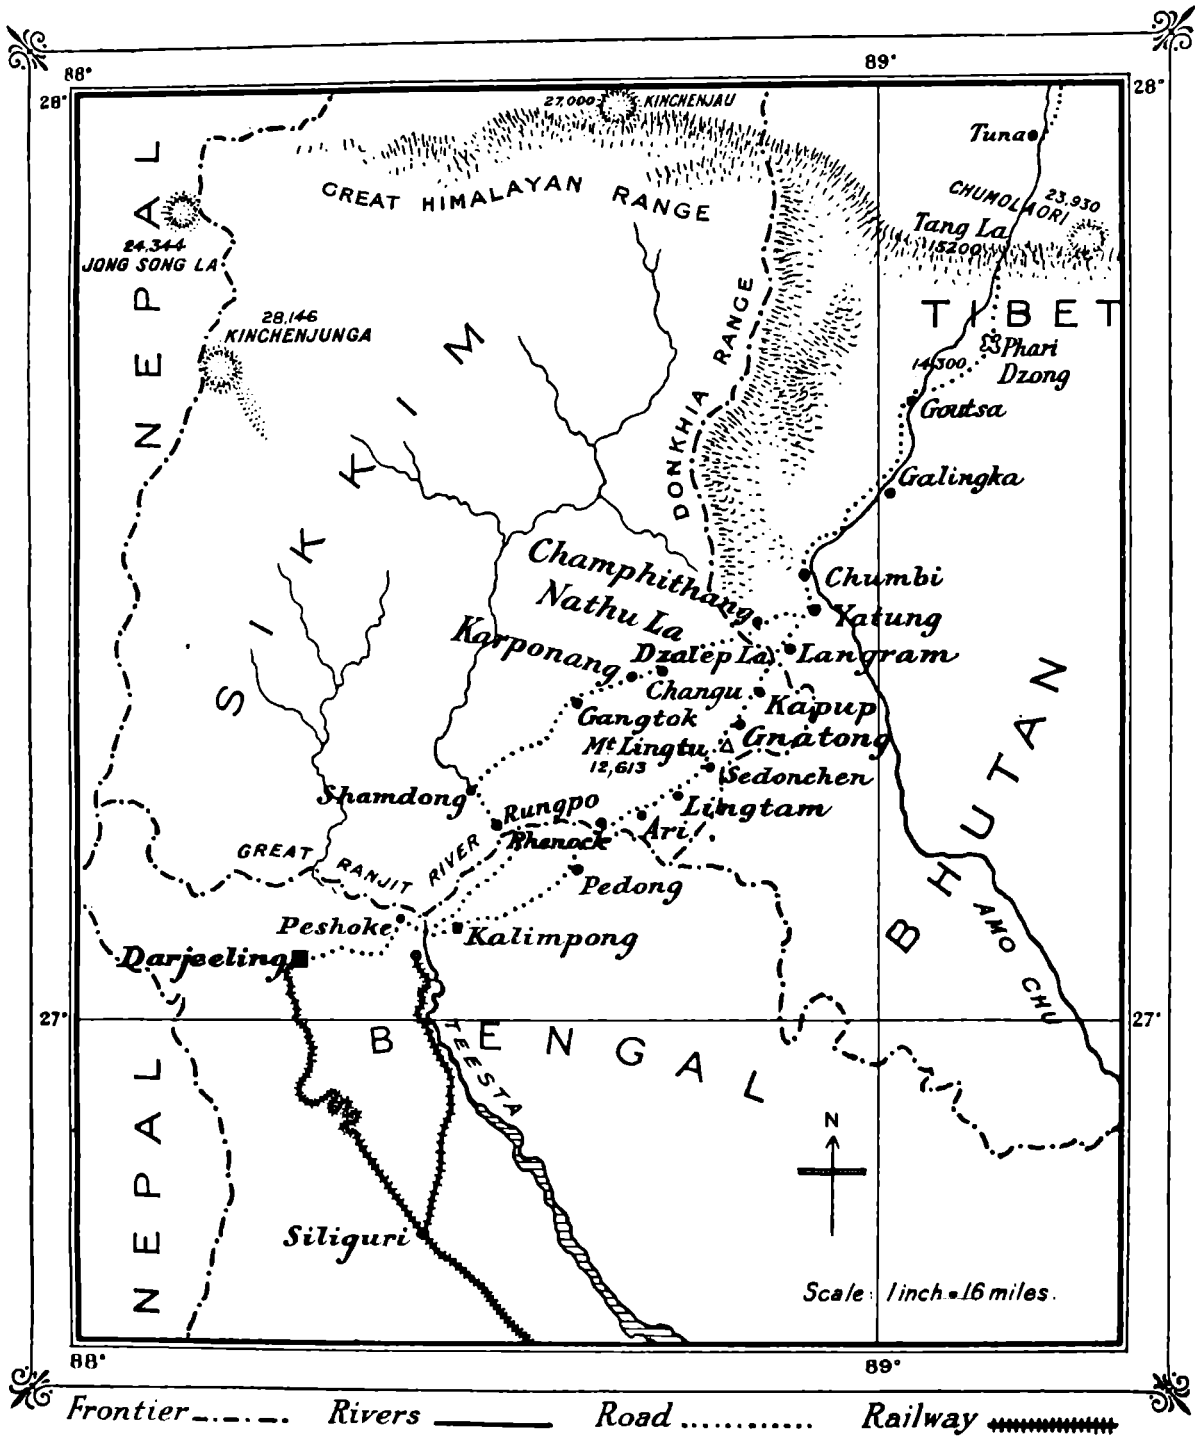 88°
89°
28°
28°
27,000
KINCHENJAU
Tuna
GREAT HIMALAYAN RANGE
CHUMOLAORI
23,930
Tang La
15200
NEPAL
24,344
JONG SONG LA
28,146
KINCHENJUNGA
TIBET
Phari
Dzong
14,300
Goutsa
DONKHIA RANGE
SIKKIM
Galingka
Champhithang
Chumbi
Nathu La
Yatung
Karponang
Dzalep La
Langram
Changu
Kapup
Gangtok
Gnatong
Mt Lingtu
12,613
Sedonchen
Shamdong
Rungpo
Lingtam
Rhenock
Ari
GREAT RANJIT RIVER
Pedong
BHUTAN
Peshoke
Kalimpong
Darjeeling
AMO CHU
27°
27°
BENGAL
TEESTA
NEPAL
N
Siliguri
Scale: 1 inch = 16 miles.
88°
89°
Frontier Rivers Road Railway